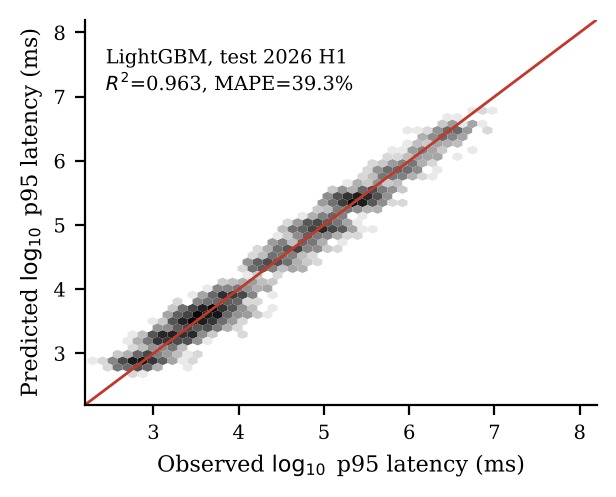 8
7
6
5
4
3
Predicted log₁₀ p95 latency (ms)
LightGBM, test 2026 H1
R²=0.963, MAPE=39.3%
3 4 5 6 7 8
Observed log₁₀ p95 latency (ms)